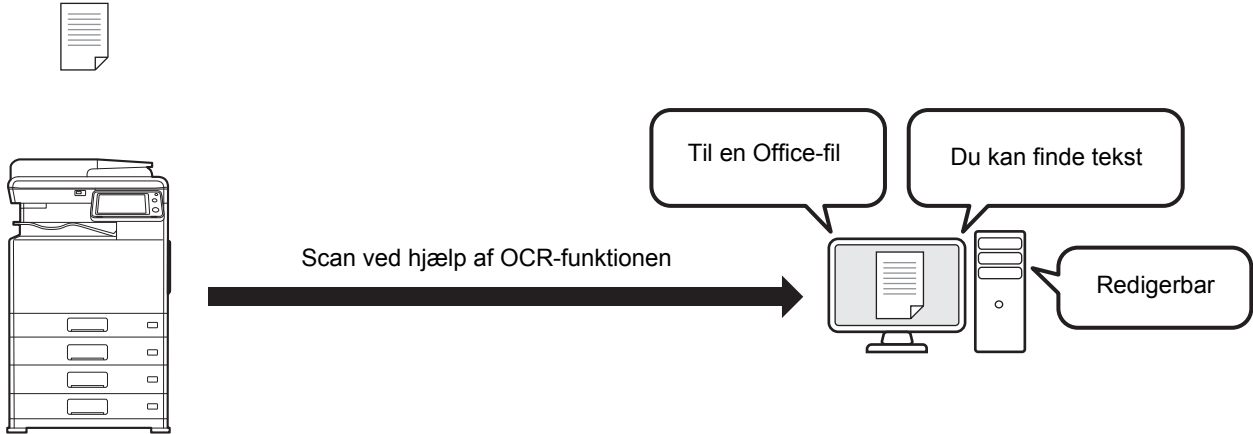 Til en Office-fil
Du kan finde tekst
Scan ved hjælp af OCR-funktionen
Redigerbar